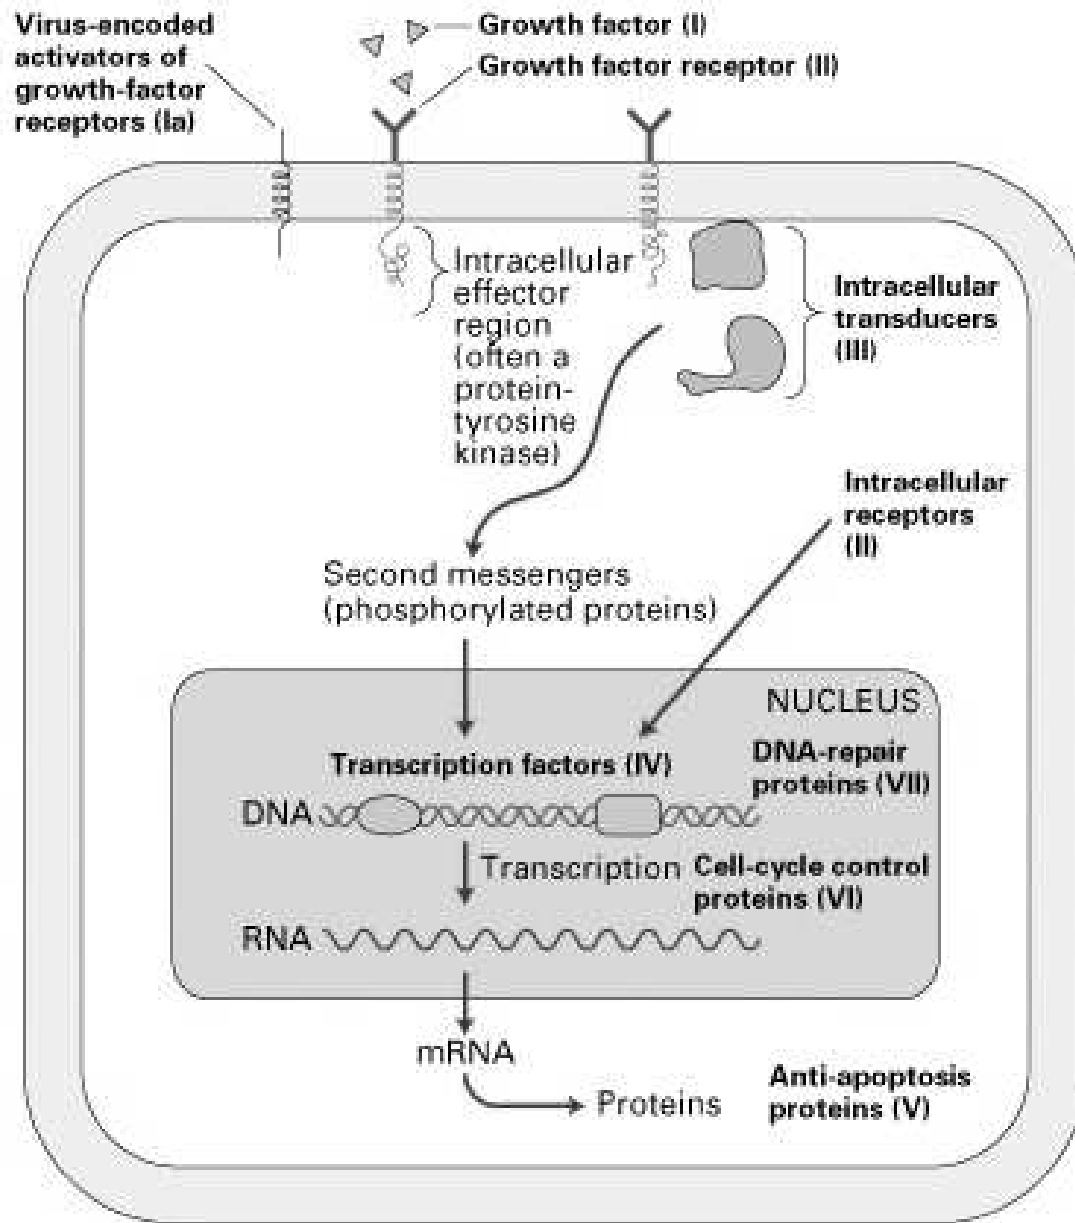 Virus-encoded
activators of
growth-factor
receptors (Ia)
Growth factor (I)
Growth factor receptor (II)
Intracellular
effector
region
(often a
protein-
tyrosine
kinase)
Intracellular
transducers
(III)
Intracellular
receptors
(II)
Second messengers
(phosphorylated proteins)
NUCLEUS
Transcription factors (IV)
DNA-repair
proteins (VII)
DNA
Transcription
Cell-cycle control
proteins (VI)
RNA
mRNA
Proteins
Anti-apoptosis
proteins (V)